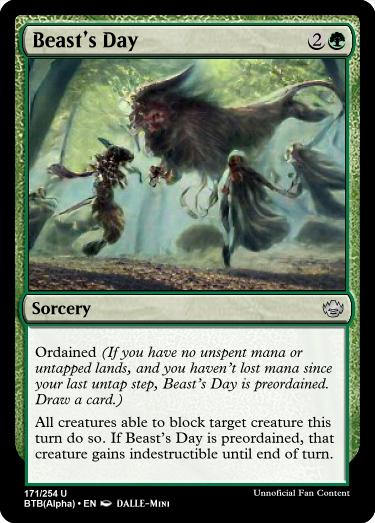 Beast's Day 2
Sorcery
Ordained (If you have no unspent mana or
untapped lands, and you haven't lost mana since
your last untap step, Beast's Day is preordained.
Draw a card.)
All creatures able to block target creature this
turn do so. If Beast's Day is preordained, that
creature gains indestructible until end of turn.
171/254 U
Unofficial Fan Content
BTB(Alpha) • EN DALLE-Mini